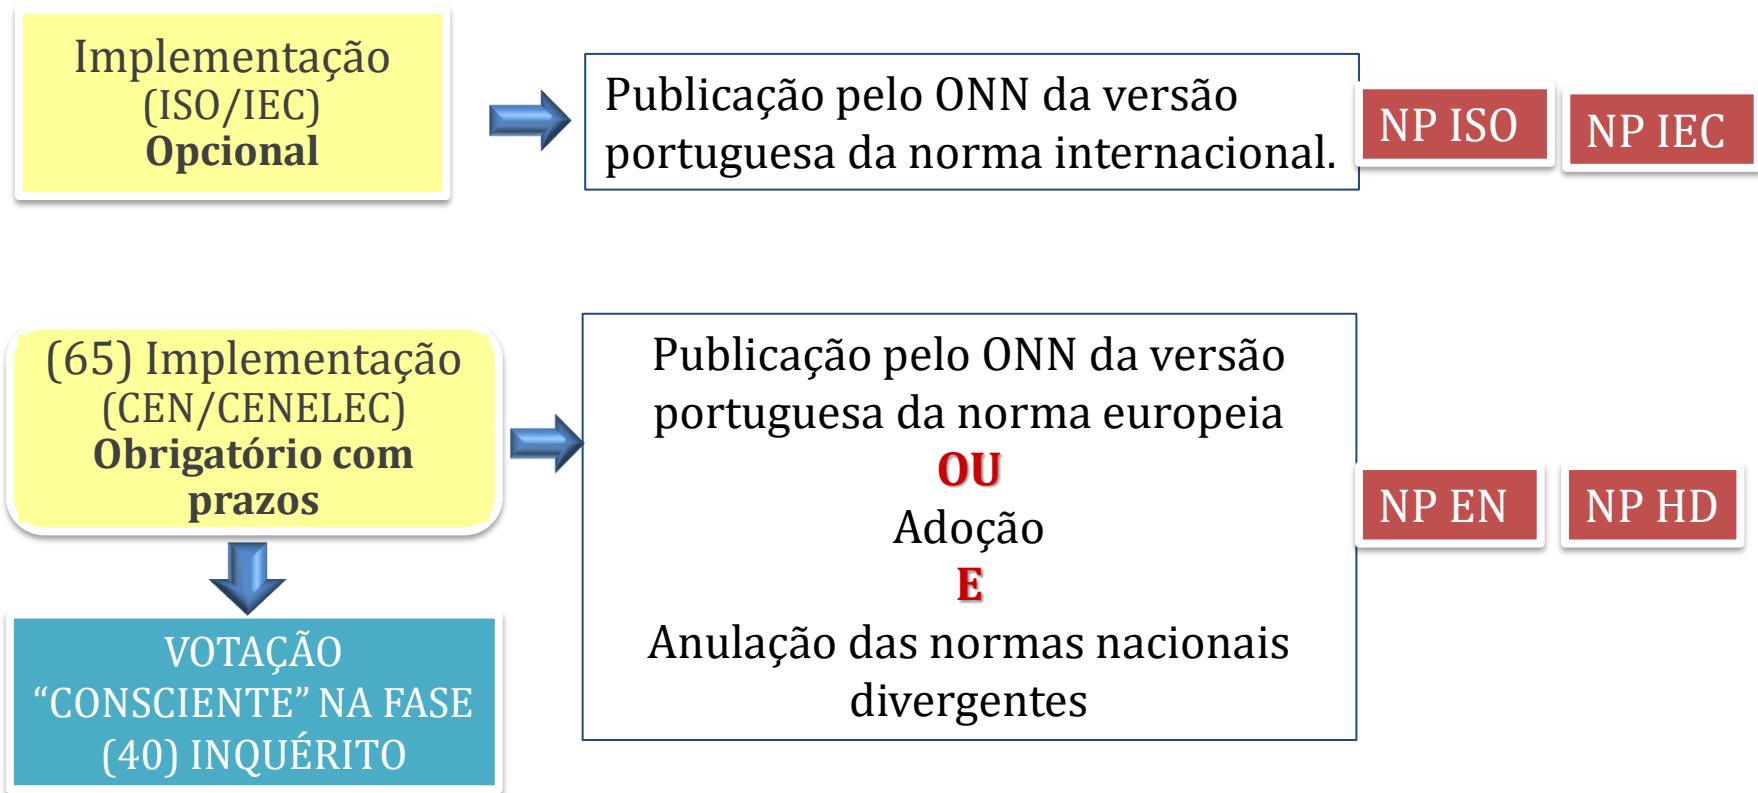 Implementação
(ISO/IEC)
Opcional
Publicação pelo ONN da versão
portuguesa da norma internacional.
NP ISO
NP IEC
(65) Implementação
(CEN/CENELEC)
Obrigatório com
prazos
Publicação pelo ONN da versão
portuguesa da norma europeia
OU
Adoção
E
Anulação das normas nacionais
divergentes
NP EN
NP HD
VOTAÇÃO
“CONSCIENTE” NA FASE
(40) INQUÉRITO